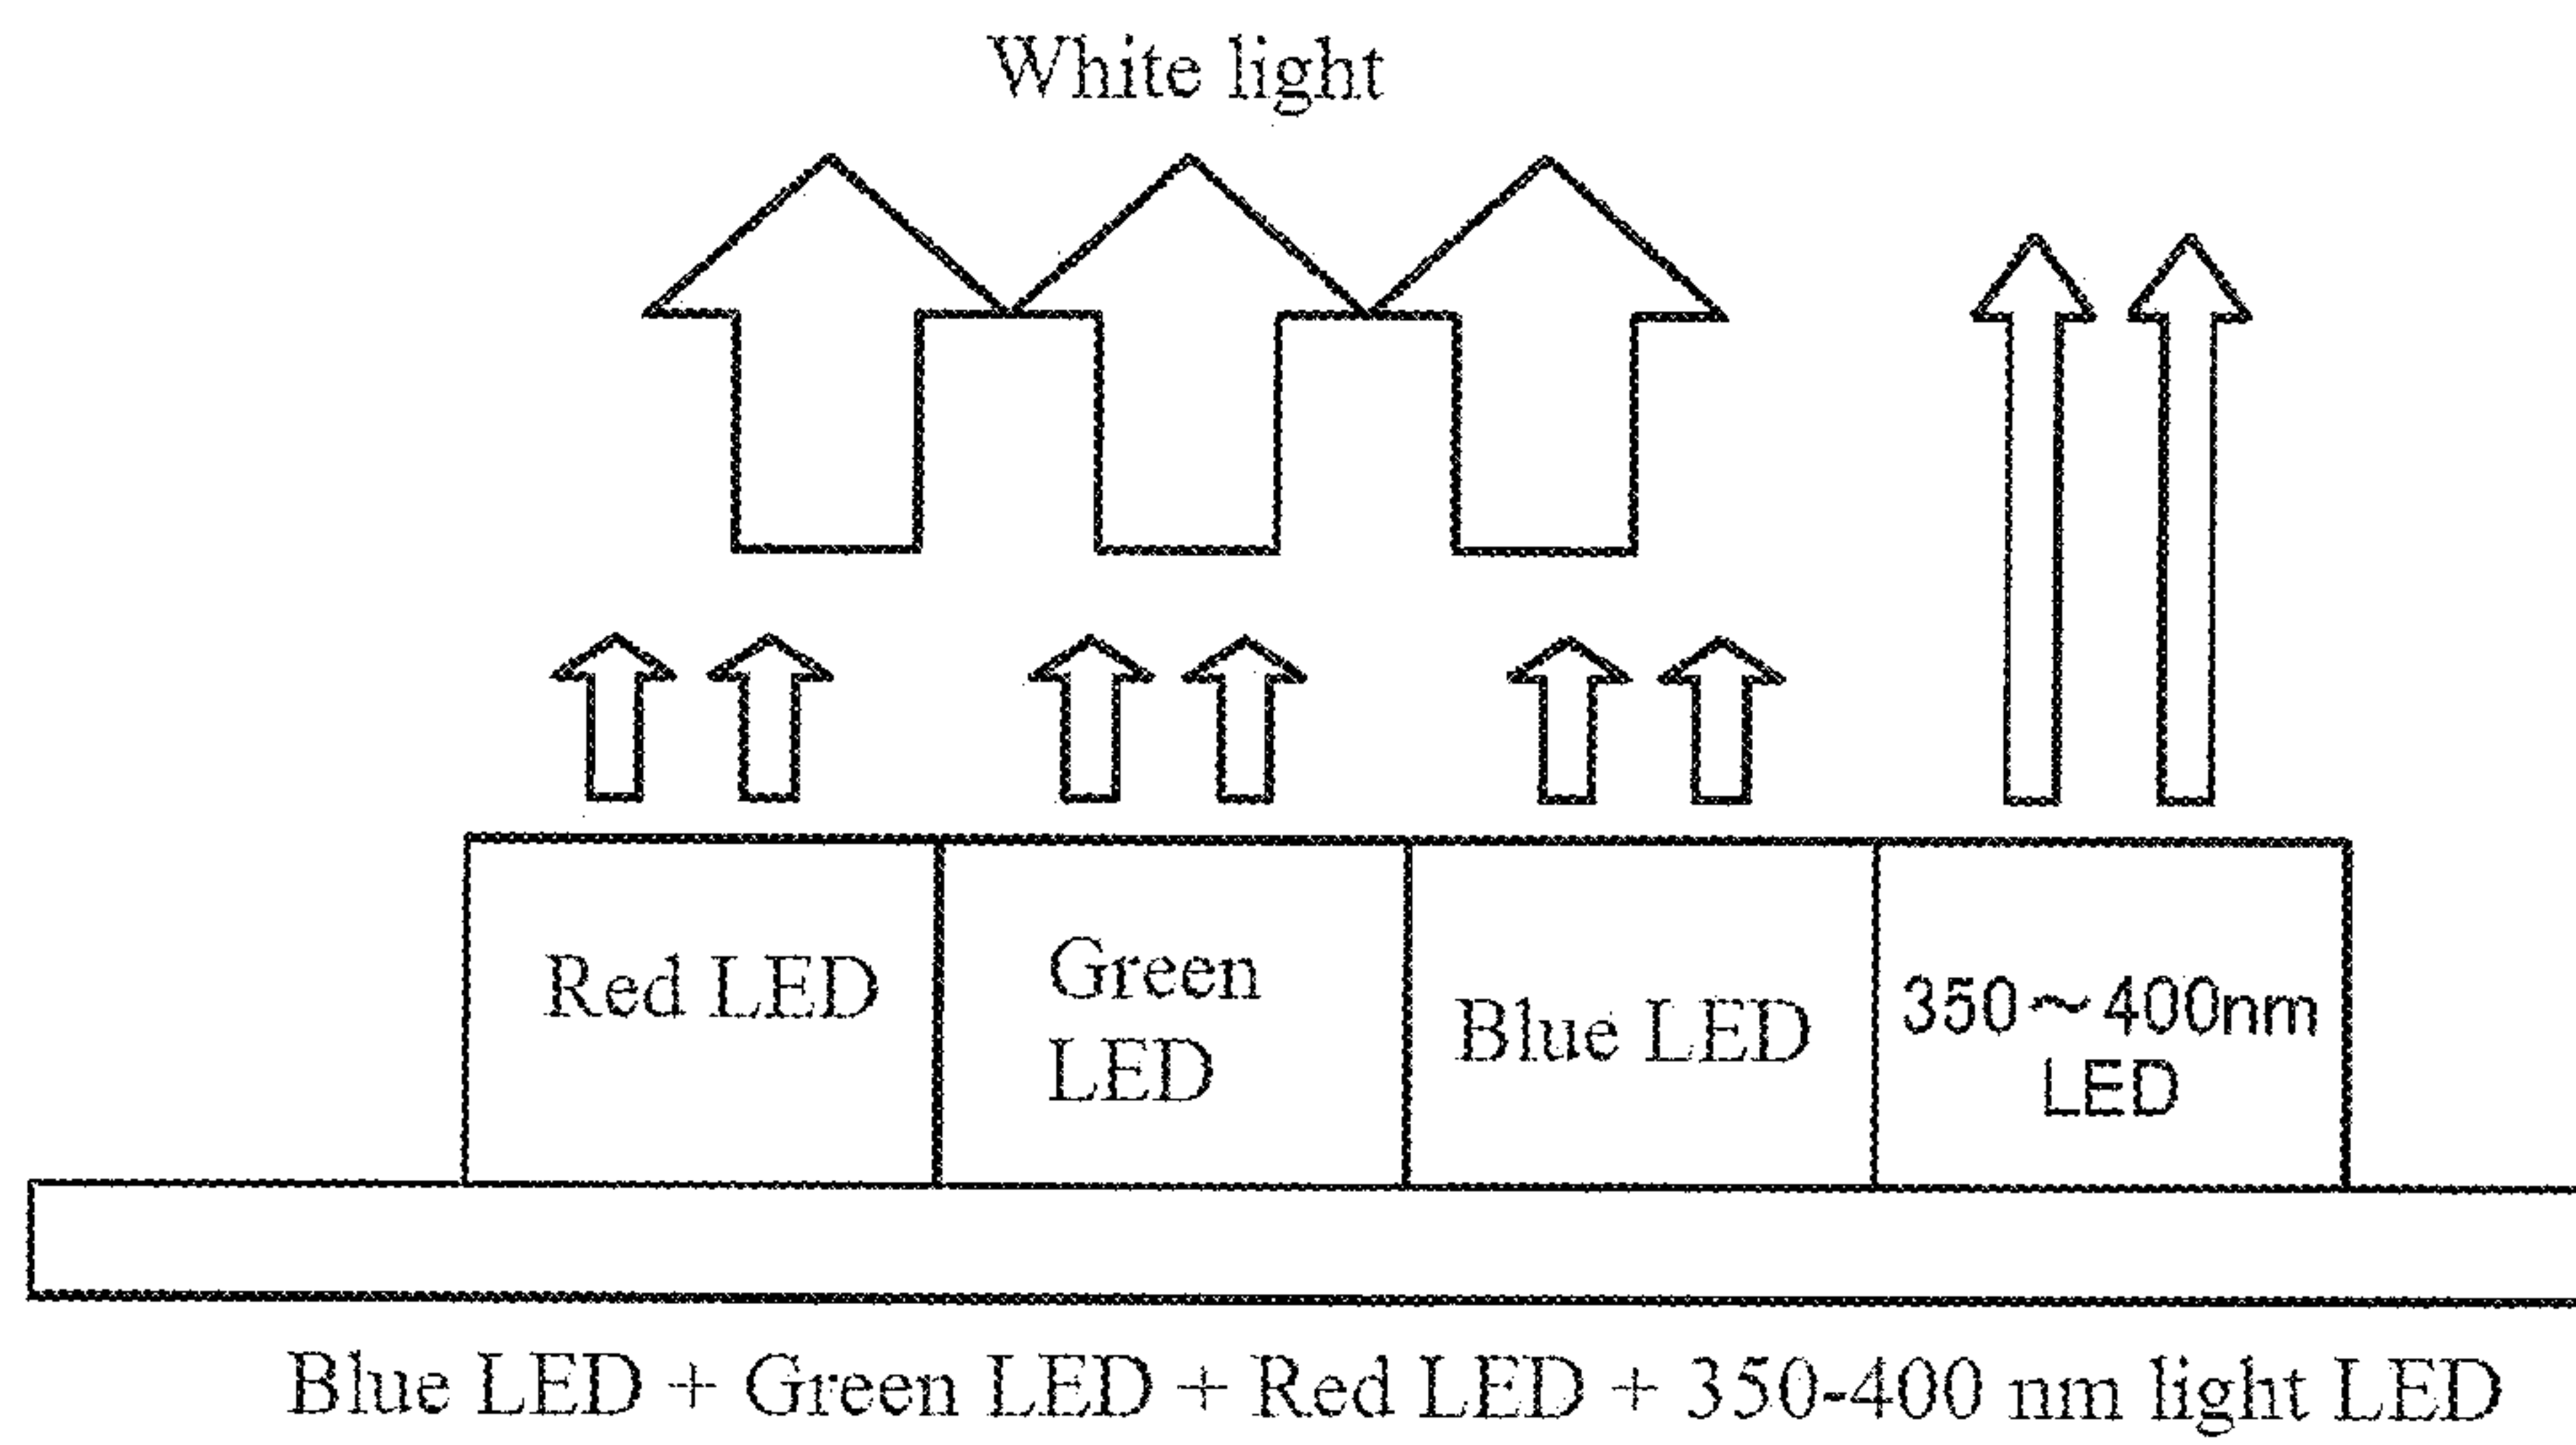 White light
Red LED
Green
LED
Blue LED
350～400nm
LED
Blue LED + Green LED + Red LED + 350-400 nm light LED